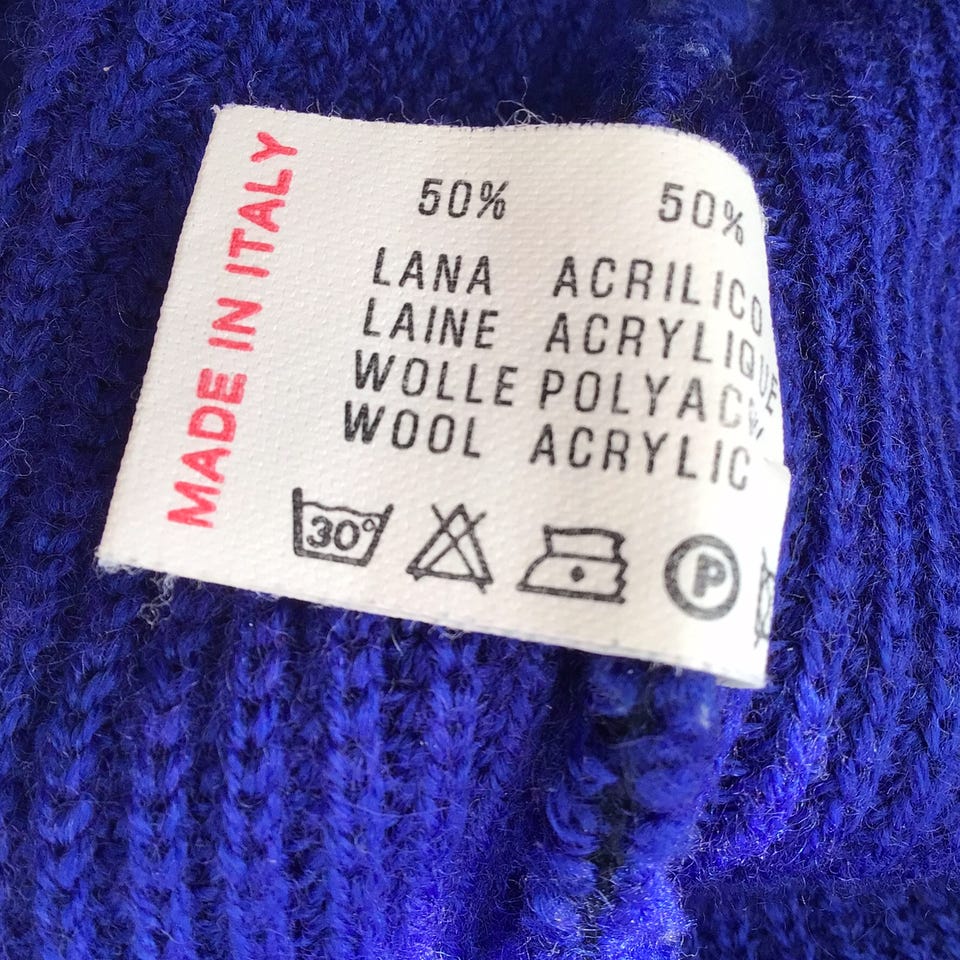 MADE IN ITALY
50% 50%
LANA ACRILICO
LAINE ACRYLIQUE
WOLLE
WOOL ACRYLIC
30°
P